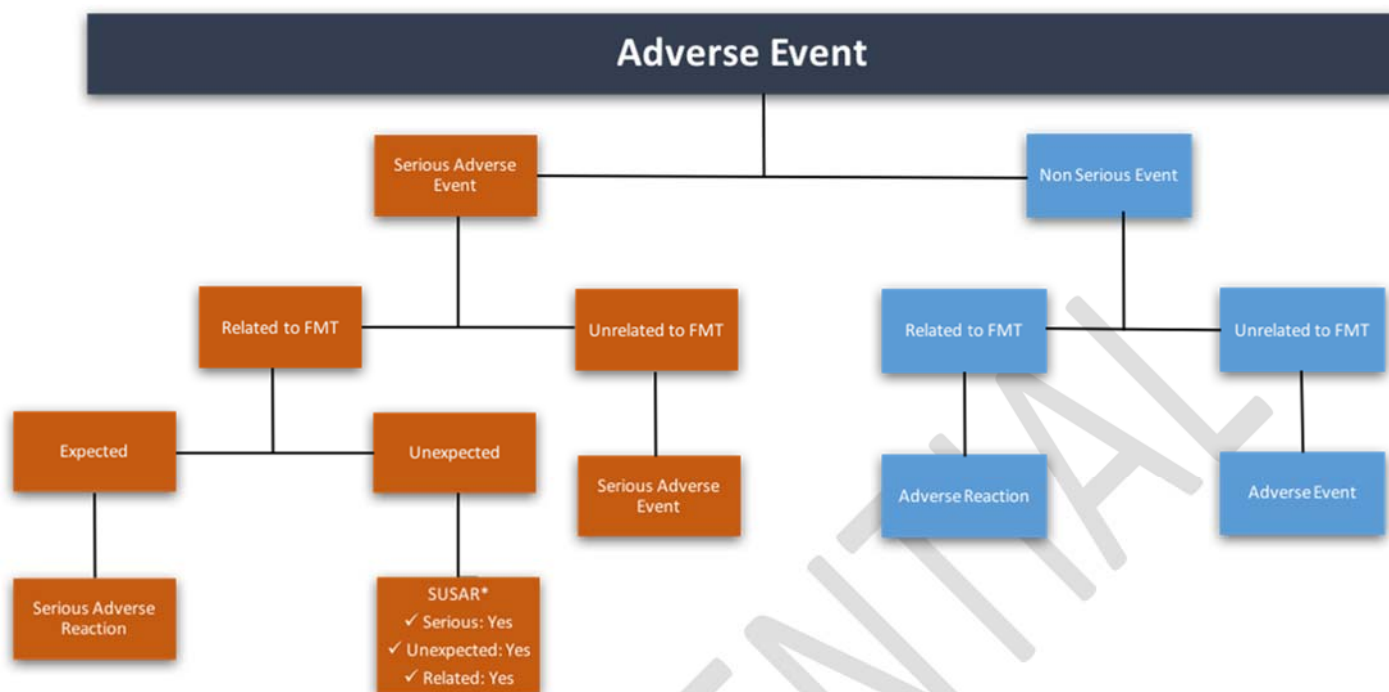 Adverse Event
Serious Adverse
Event
Non Serious Event
Related to FMT
Unrelated to FMT
Related to FMT
Unrelated to FMT
Expected
Unexpected
Serious Adverse
Event
Adverse Reaction
Adverse Event
Serious Adverse
Reaction
SUSAR*
✓ Serious: Yes
✓ Unexpected: Yes
✓ Related: Yes
ENTIAL